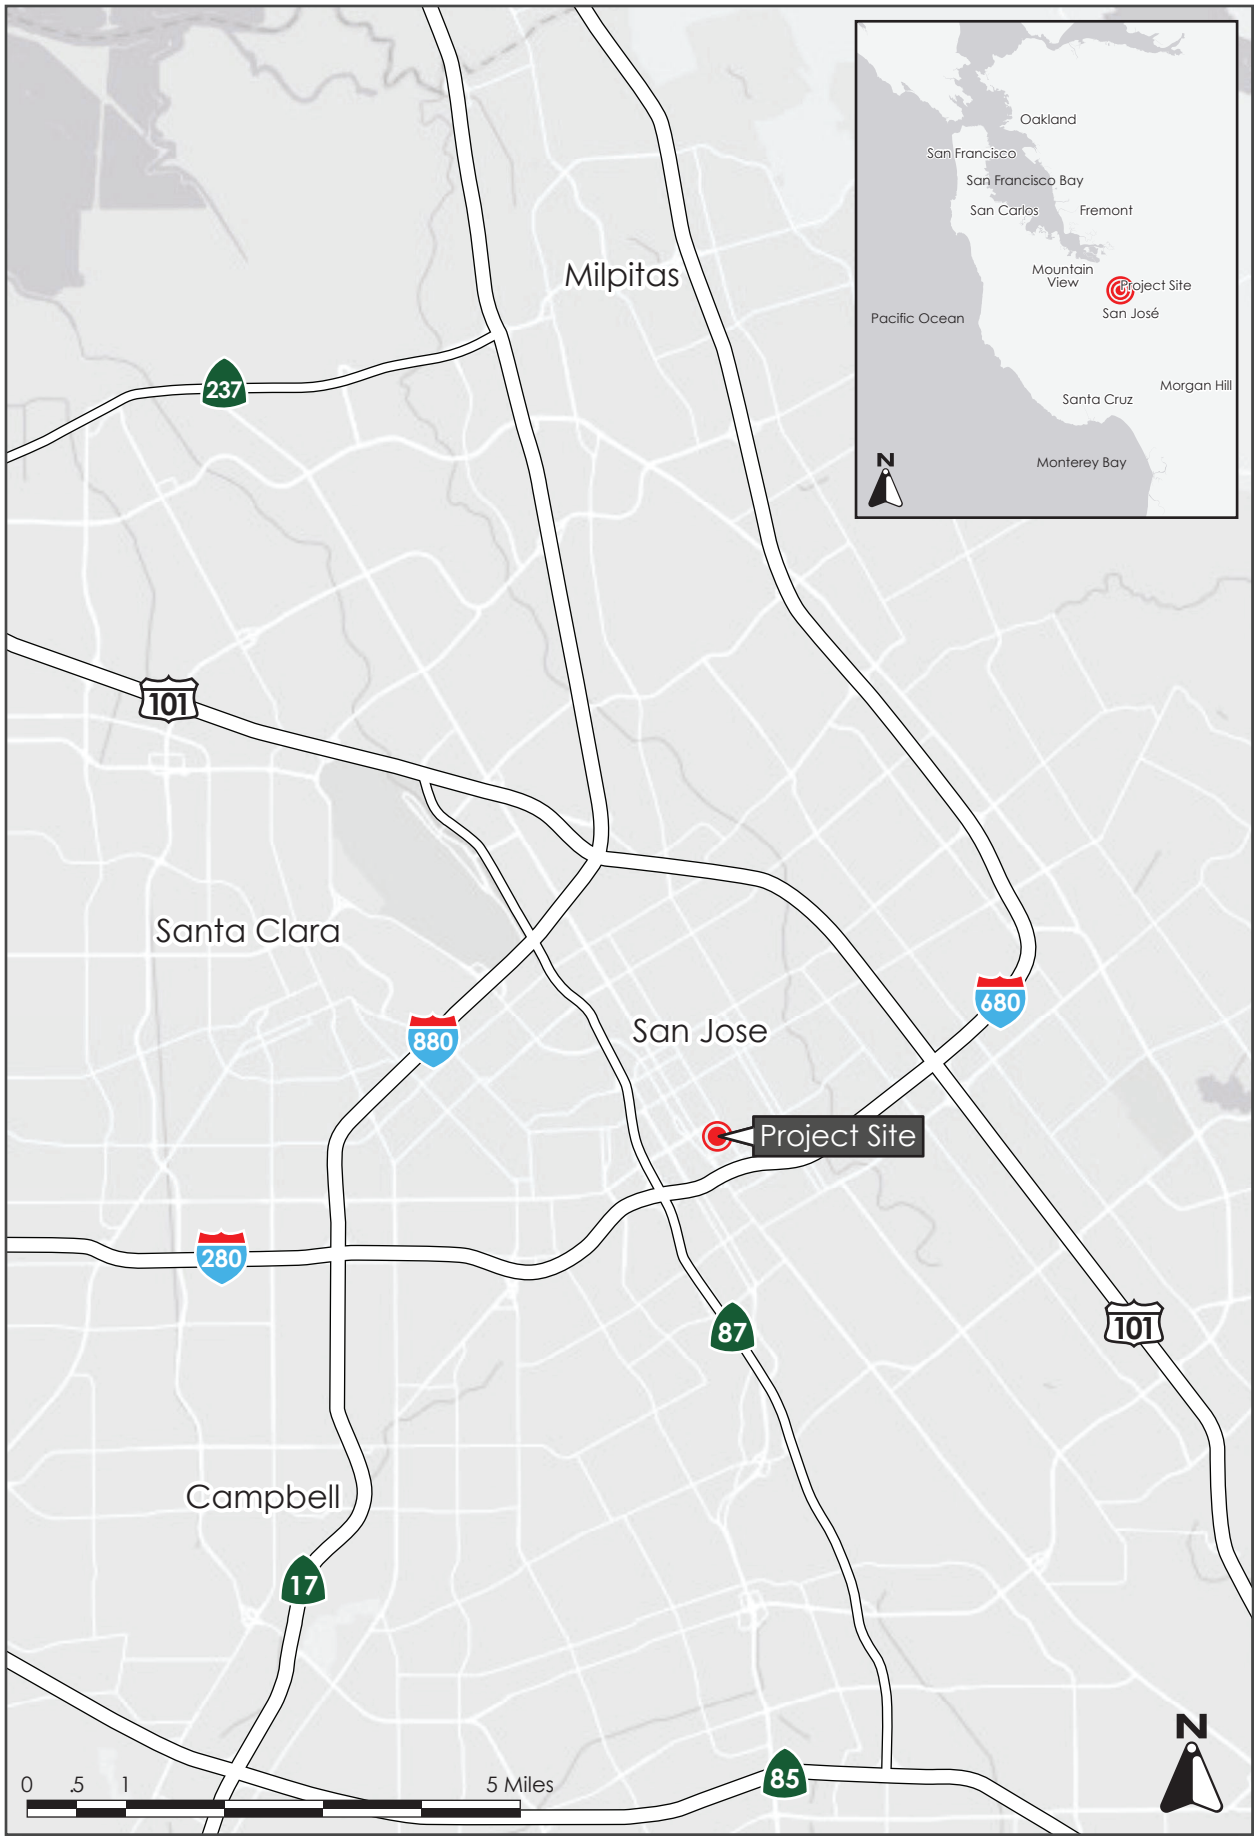 Oakland
San Francisco
San Francisco Bay
San Carlos
Fremont
Mountain
View
Project Site
San José
Pacific Ocean
Morgan Hill
Santa Cruz
Monterey Bay
N
Milpitas
237
101
Santa Clara
880
San Jose
680
Project Site
280
87
101
Campbell
17
85
0 .5 1 5 Miles
N